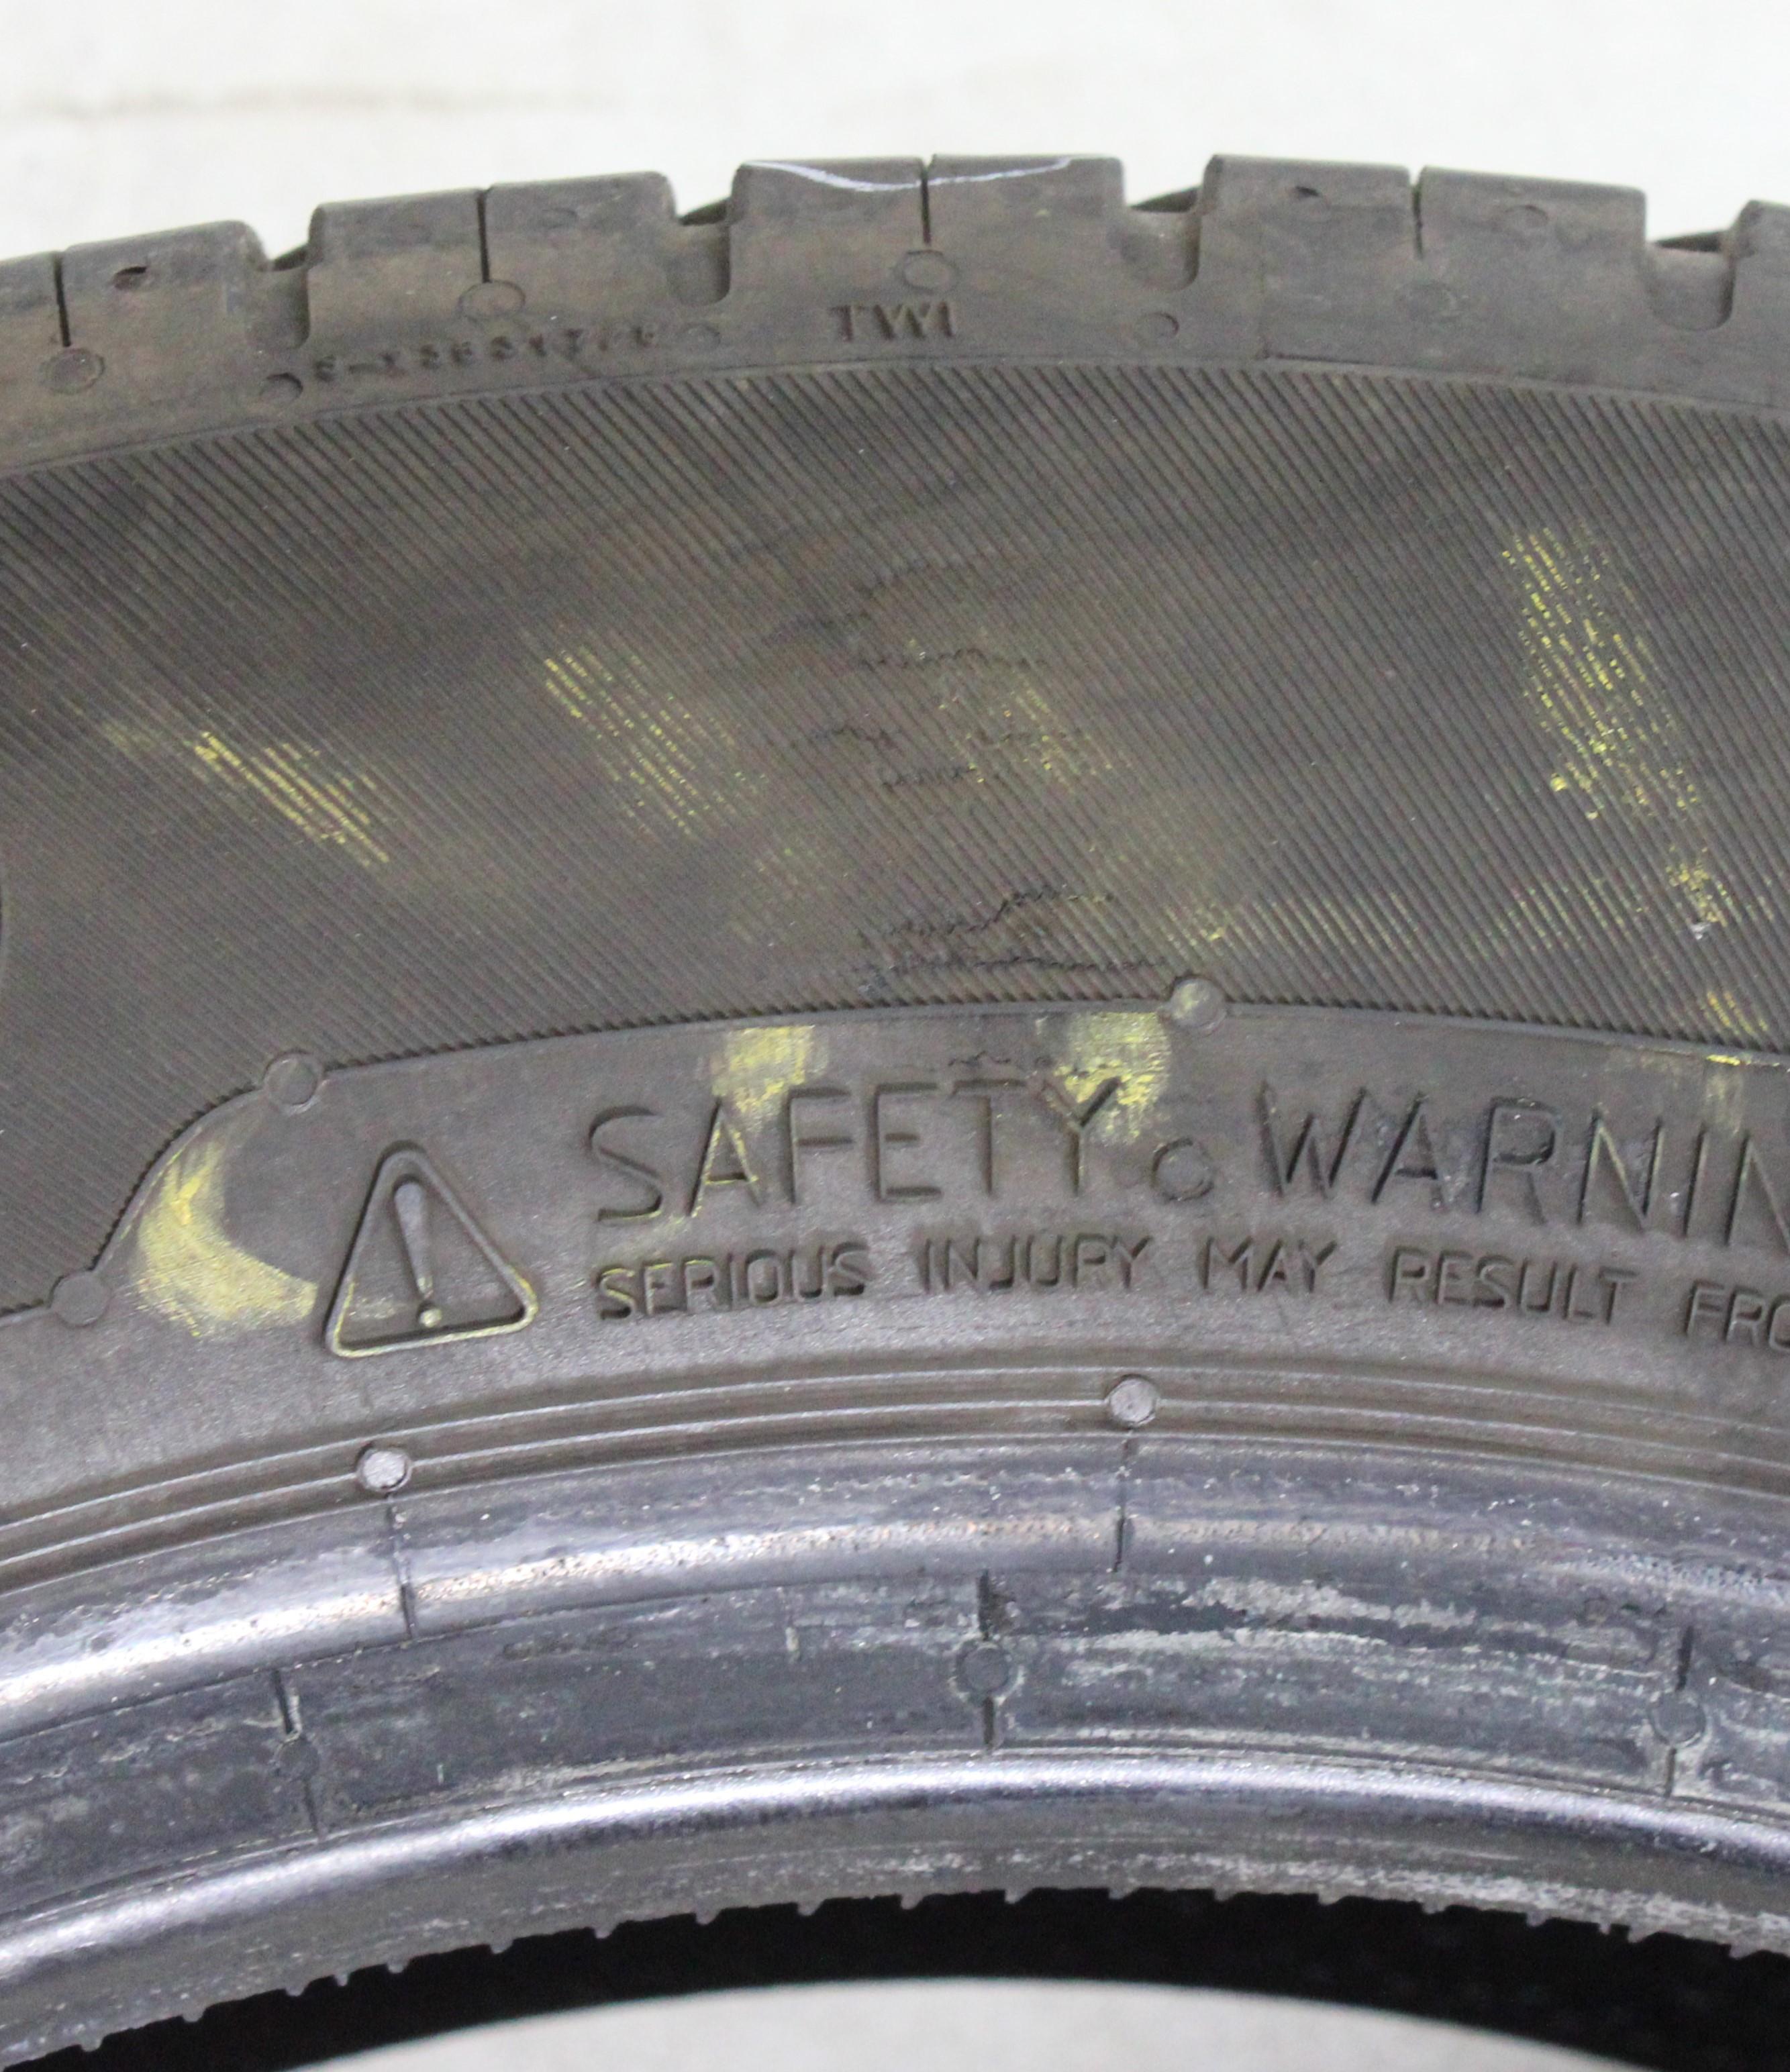 TWI
SAFETY WARNIN
SERIOUS INJURY MAY RESULT FRO